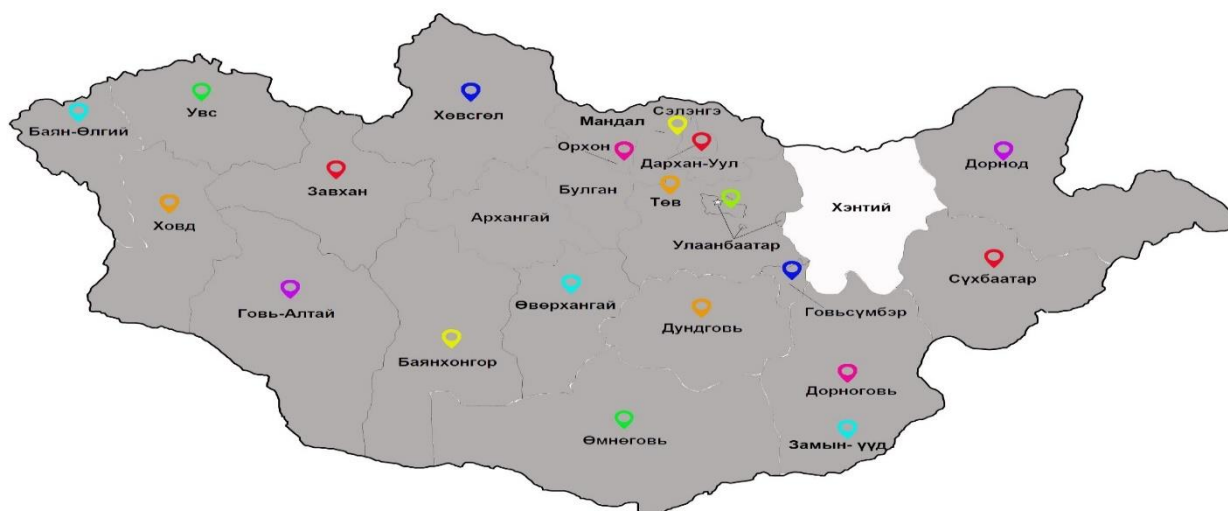 Сэлэнгэ
Увс
Хөвсгөл
Мандал
Баян-Өлгий
Орхон
Дархан-Уул
Дорнод
Завхан
Булган
Төв
Хэнтий
Архангай
Ховд
Улаанбаатар
Сүхбаатар
Өвөрхангай
Говь-Алтай
Говьсүмбэр
Дундговь
Баянхонгор
Дорноговь
Өмнөговь
Замын- үүд